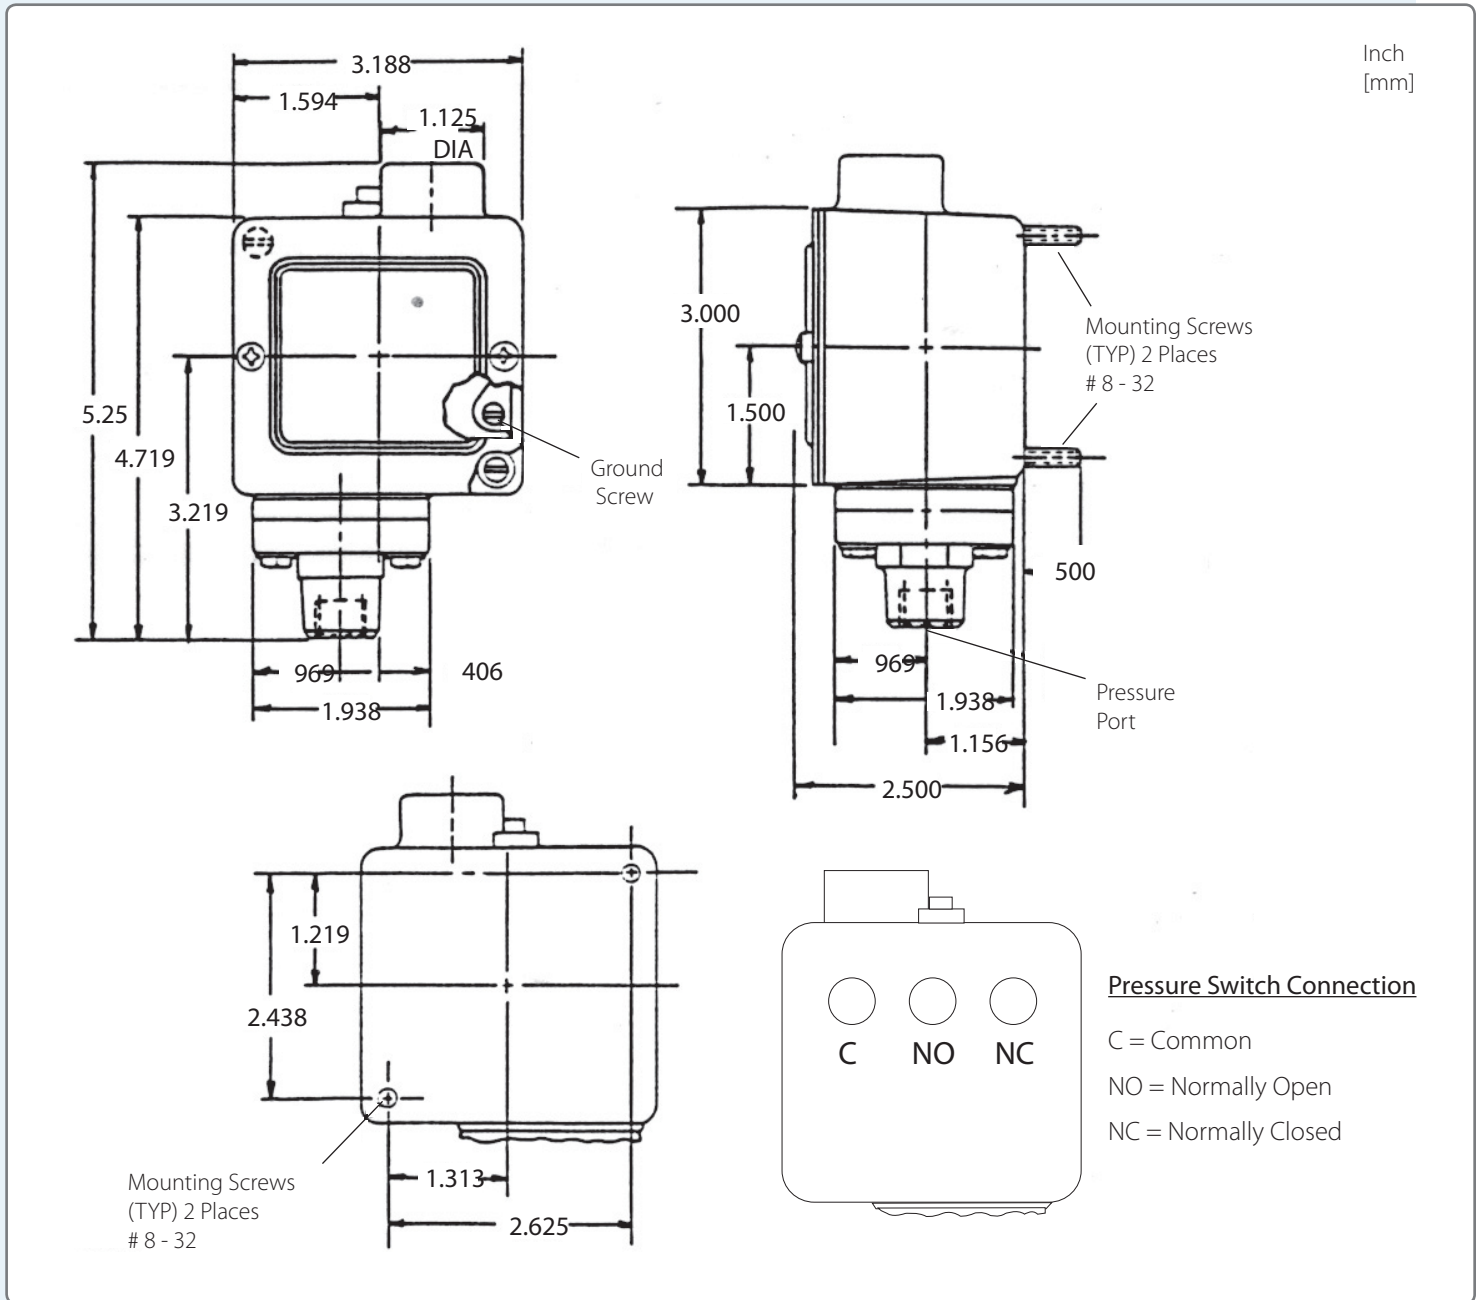 Inch
[mm]
3.188
1.594
1.125
DIA
5.25
4.719
3.219
Ground
Screw
969
406
1.938
3.000
1.500
Mounting Screws
(TYP) 2 Places
# 8 - 32
500
969
1.938
1.156
2.500
Pressure
Port
1.219
2.438
1.313
2.625
Mounting Screws
(TYP) 2 Places
# 8 - 32
C NO NC
Pressure Switch Connection
C = Common
NO = Normally Open
NC = Normally Closed